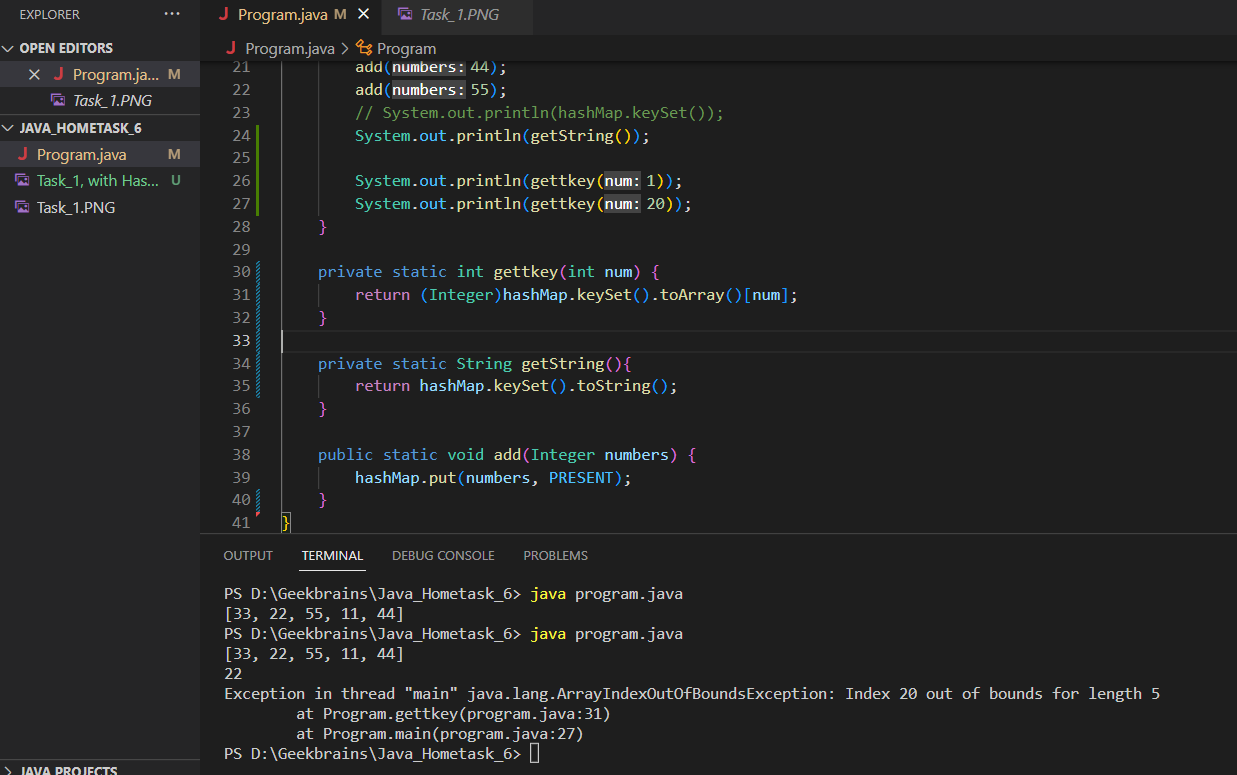 EXPLORER ...
OPEN EDITORS
Program.ja... M
Task_1.PNG
JAVA_HOMETASK_6
Program.java M
Task_1, with Has... U
Task_1.PNG
JAVA PROJECTS
Program.java M
Task_1.PNG
Program.java > Program
21 add(numbers: 44);
22 add(numbers: 55);
23 // System.out.println(hashMap.keySet());
24 System.out.println(getString());
25
26 System.out.println(gettkey(num: 1));
27 System.out.println(gettkey(num: 20));
28 }
29
30 private static int gettkey(int num) {
31 return (Integer)hashMap.keySet().toArray()[num];
32 }
33
34 private static String getString(){
35 return hashMap.keySet().toString();
36 }
37
38 public static void add(Integer numbers) {
39 hashMap.put(numbers, PRESENT);
40 }
41 }
OUTPUT TERMINAL DEBUG CONSOLE PROBLEMS
PS D:\Geekbrains\Java_Hometask_6> java program.java
[33, 22, 55, 11, 44]
PS D:\Geekbrains\Java_Hometask_6> java program.java
[33, 22, 55, 11, 44]
22
Exception in thread "main" java.lang.ArrayIndexOutOfBoundsException: Index 20 out of bounds for length 5
at Program.gettkey(program.java:31)
at Program.main(program.java:27)
PS D:\Geekbrains\Java_Hometask_6>